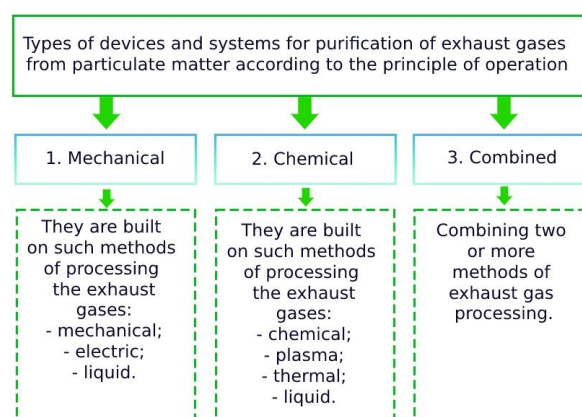 Types of devices and systems for purification of exhaust gases
from particulate matter according to the principle of operation
1. Mechanical
2. Chemical
3. Combined
They are built
on such methods
of processing
the exhaust
gases:
- mechanical;
- electric;
- liquid.
They are built
on such methods
of processing
the exhaust
gases:
- chemical;
- plasma;
- thermal;
- liquid.
Combining two
or more
methods of
exhaust gas
processing.